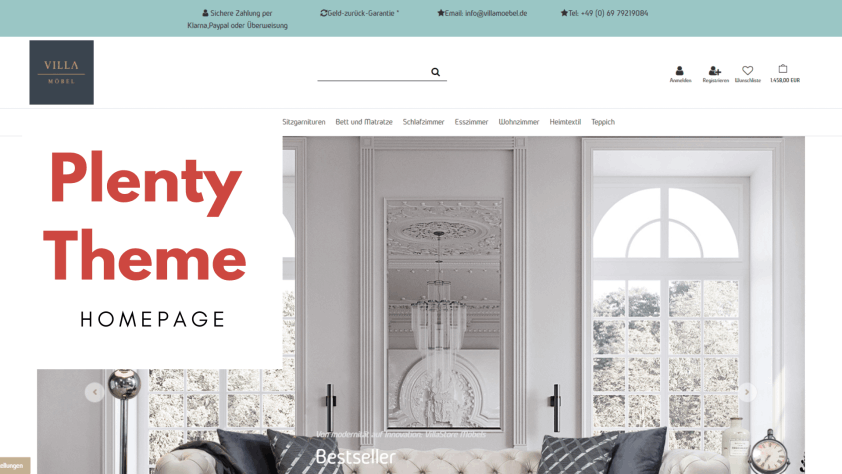 Sichere Zahlung per
Klarna,Paypal oder Überweisung
Geld-zurück-Garantie *
Email: info@villamoebel.de
Tel: +49 (0) 69 79219084
VILLA
MÖBEL
Anmelden
Registrieren
Wunschliste
1.458,00 EUR
Sitzgarnituren
Bett und Matratze
Schlafzimmer
Esszimmer
Wohnzimmer
Heimtextil
Teppich
Plenty
Theme
HOMEPAGE
Von modernität zur Innovation, VillaStore Möbels
Bestseller
ellungen